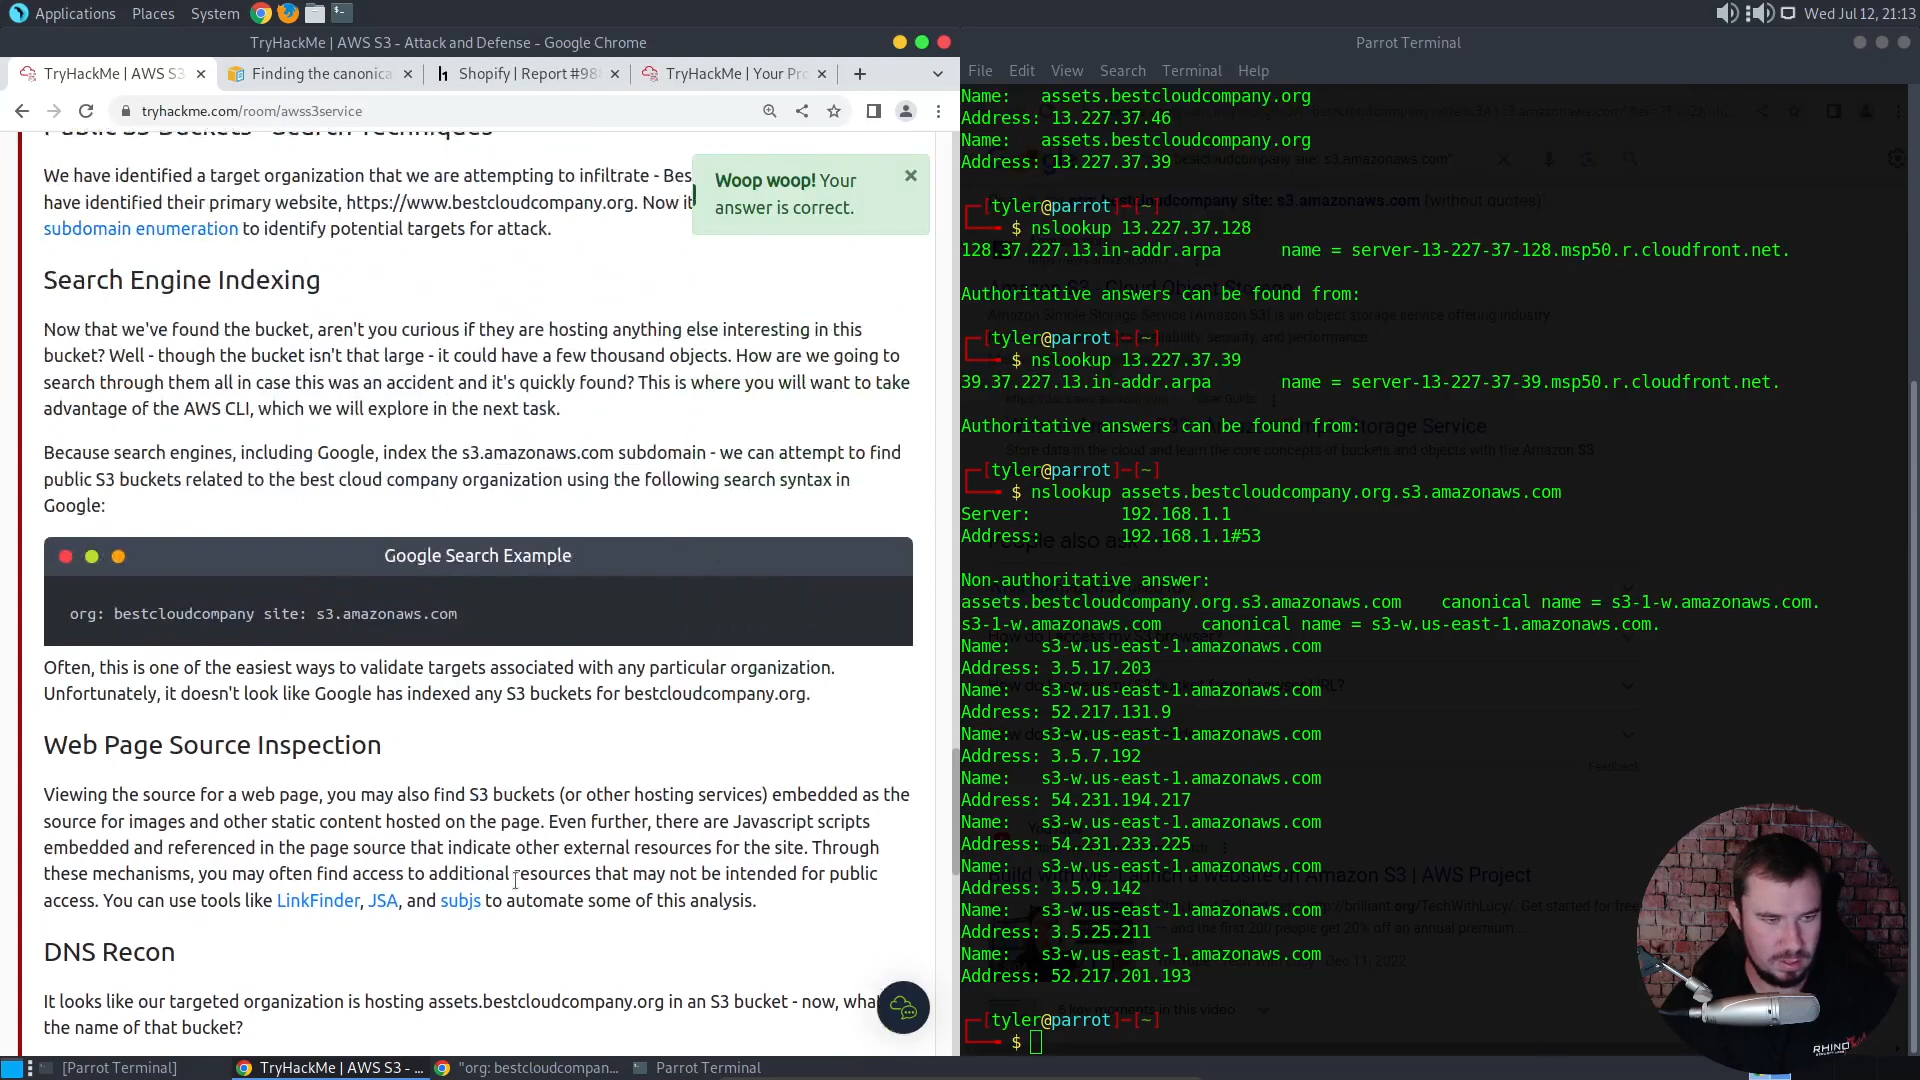 Applications Places System
Wed Jul 12, 21:13
TryHackMe | AWS S3 - Attack and Defense - Google Chrome
TryHackMe | AWS S3
Finding the canonica
Shopify | Report #98
TryHackMe | Your Pro
tryhackme.com/room/awss3service
Public S3 Buckets - Search Techniques
We have identified a target organization that we are attempting to infiltrate - Bes
have identified their primary website, https://www.bestcloudcompany.org. Now it
subdomain enumeration to identify potential targets for attack.
Woop woop! Your
answer is correct.
Search Engine Indexing
Now that we've found the bucket, aren't you curious if they are hosting anything else interesting in this
bucket? Well - though the bucket isn't that large - it could have a few thousand objects. How are we going to
search through them all in case this was an accident and it's quickly found? This is where you will want to take
advantage of the AWS CLI, which we will explore in the next task.
Because search engines, including Google, index the s3.amazonaws.com subdomain - we can attempt to find
public S3 buckets related to the best cloud company organization using the following search syntax in
Google:
Google Search Example
org: bestcloudcompany site: s3.amazonaws.com
Often, this is one of the easiest ways to validate targets associated with any particular organization.
Unfortunately, it doesn't look like Google has indexed any S3 buckets for bestcloudcompany.org.
Web Page Source Inspection
Viewing the source for a web page, you may also find S3 buckets (or other hosting services) embedded as the
source for images and other static content hosted on the page. Even further, there are Javascript scripts
embedded and referenced in the page source that indicate other external resources for the site. Through
these mechanisms, you may often find access to additional resources that may not be intended for public
access. You can use tools like LinkFinder, JSA, and subjs to automate some of this analysis.
DNS Recon
It looks like our targeted organization is hosting assets.bestcloudcompany.org in an S3 bucket - now, wha
the name of that bucket?
Parrot Terminal
File Edit View Search Terminal Help
Name: assets.bestcloudcompany.org
Address: 13.227.37.46
Name: assets.bestcloudcompany.org
Address: 13.227.37.39
[tyler@parrot]-[~]
$ nslookup 13.227.37.128
128.37.227.13.in-addr.arpa name = server-13-227-37-128.msp50.r.cloudfront.net.
Authoritative answers can be found from:
[tyler@parrot]-[~]
$ nslookup 13.227.37.39
39.37.227.13.in-addr.arpa name = server-13-227-37-39.msp50.r.cloudfront.net.
Authoritative answers can be found from:
[tyler@parrot]-[~]
$ nslookup assets.bestcloudcompany.org.s3.amazonaws.com
Server: 192.168.1.1
Address: 192.168.1.1#53
Non-authoritative answer:
assets.bestcloudcompany.org.s3.amazonaws.com canonical name = s3-1-w.amazonaws.com.
s3-1-w.amazonaws.com canonical name = s3-w.us-east-1.amazonaws.com.
Name: s3-w.us-east-1.amazonaws.com
Address: 3.5.17.203
Name: s3-w.us-east-1.amazonaws.com
Address: 52.217.131.9
Name: s3-w.us-east-1.amazonaws.com
Address: 3.5.7.192
Name: s3-w.us-east-1.amazonaws.com
Address: 54.231.194.217
Name: s3-w.us-east-1.amazonaws.com
Address: 54.231.233.225
Name: s3-w.us-east-1.amazonaws.com
Address: 3.5.9.142
Name: s3-w.us-east-1.amazonaws.com
Address: 3.5.25.211
Name: s3-w.us-east-1.amazonaws.com
Address: 52.217.201.193
[tyler@parrot]-[~]
$
RHINO
[Parrot Terminal]
TryHackMe | AWS S3 - ...
"org: bestcloudcompan...
Parrot Terminal